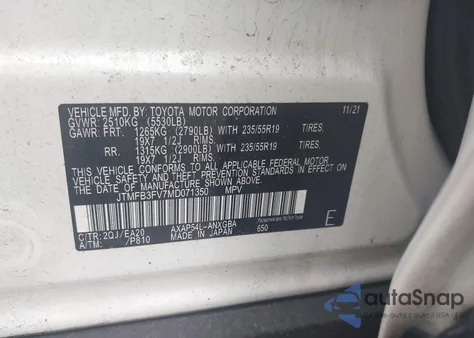 VEHICLE MFD. BY: TOYOTA MOTOR CORPORATION 11/21
GVWR: 2510KG (5530LB)
GAWR: FRT. 1265KG (2790LB) WITH 235/55R19 TIRES,
19X7 1/2J RIMS.
RR. 1315KG (2900LB) WITH 235/55R19 TIRES,
19X7 1/2J RIMS.
THIS VEHICLE CONFORMS TO ALL APPLICABLE FEDERAL MOTOR
VEHICLE SAFETY AND THEFT PREVENTION STANDARDS IN
EFFECT ON THE DATE OF MANUFACTURE SHOWN ABOVE.
JTMFB3FV7MD071350 MPV
C/TR: 2QJ/EA20 AXAP54L-ANXGBA
A/TM: /P810 MADE IN JAPAN 650 E
autoSnap